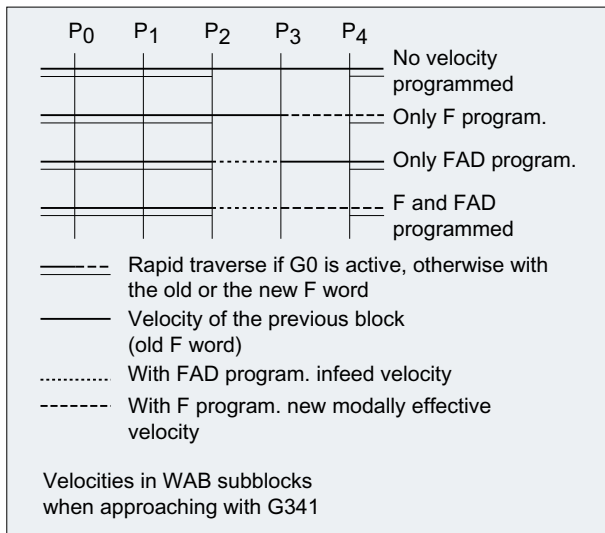 P0 P1 P2 P3 P4
No velocity
programmed
Only F program.
Only FAD program.
F and FAD
programmed
Rapid traverse if G0 is active, otherwise with
the old or the new F word
Velocity of the previous block
(old F word)
With FAD program. infeed velocity
With F program. new modally effective
velocity
Velocities in WAB subblocks
when approaching with G341